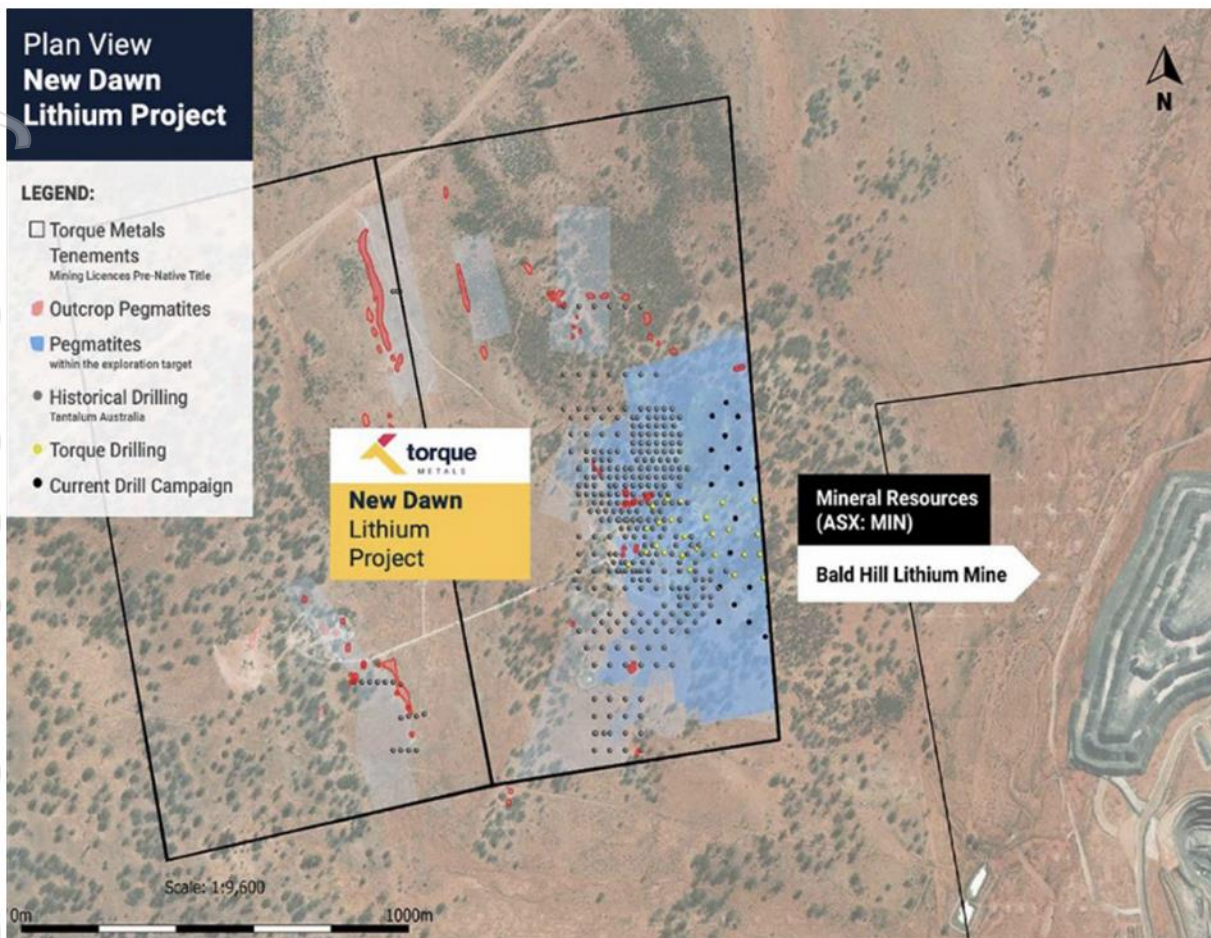 Plan View
New Dawn
Lithium Project
N
LEGEND:
Torque Metals
Tenements
Mining Licences Pre-Native Title
Outcrop Pegmatites
Pegmatites
within the exploration target
Historical Drilling
Tantalum Australia
Torque Drilling
Current Drill Campaign
torque
METALS
New Dawn
Lithium
Project
Mineral Resources
(ASX: MIN)
Bald Hill Lithium Mine
Scale: 1:9,600
0m
1000m